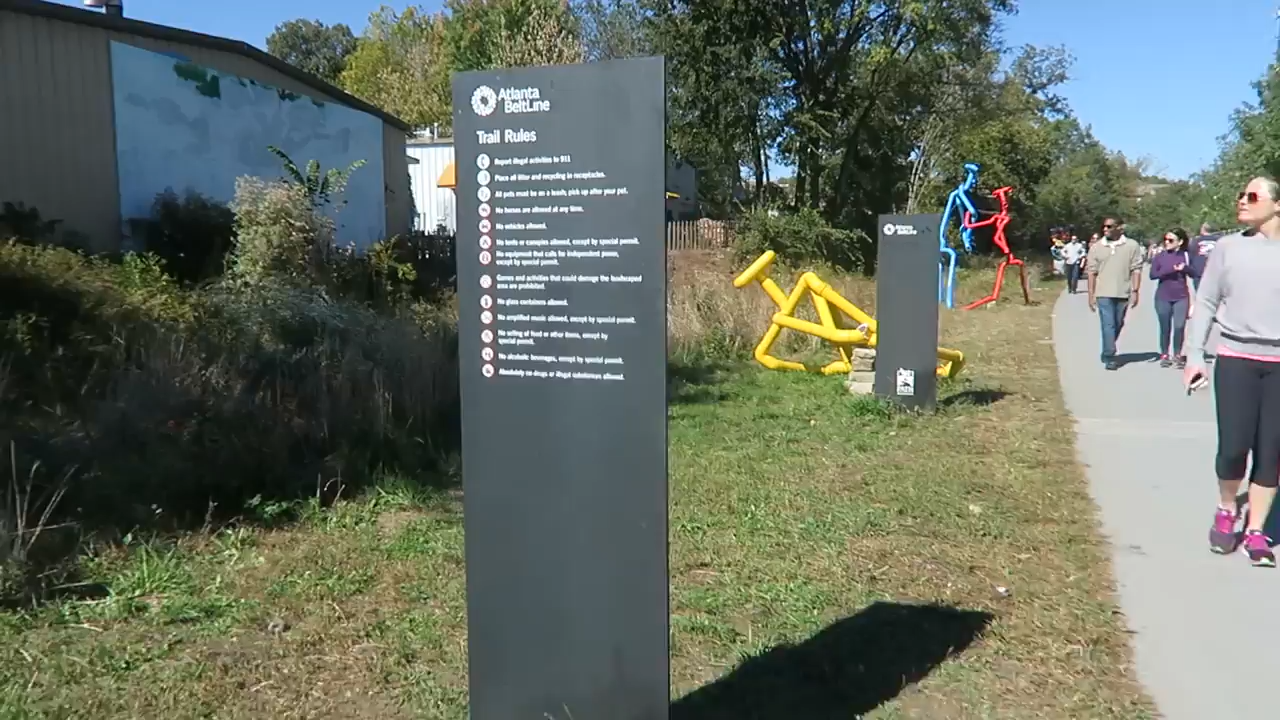 Atlanta
BeltLine
Trail Rules
Report illegal activities to 911
Place all litter and recycling in receptacles.
All pets must be on a leash, pick up after your pet.
No horses are allowed at any time.
No vehicles allowed.
No tents or canopies allowed, except by special permit.
No equipment that calls for independent power,
except by special permit.
Games and activities that could damage the landscaped
area are prohibited.
No glass containers allowed.
No amplified music allowed, except by special permit.
No selling of food or other items, except by
special permit.
No alcoholic beverages, except by special permit.
Absolutely no drugs or illegal substances allowed.
Atlanta
BeltLine